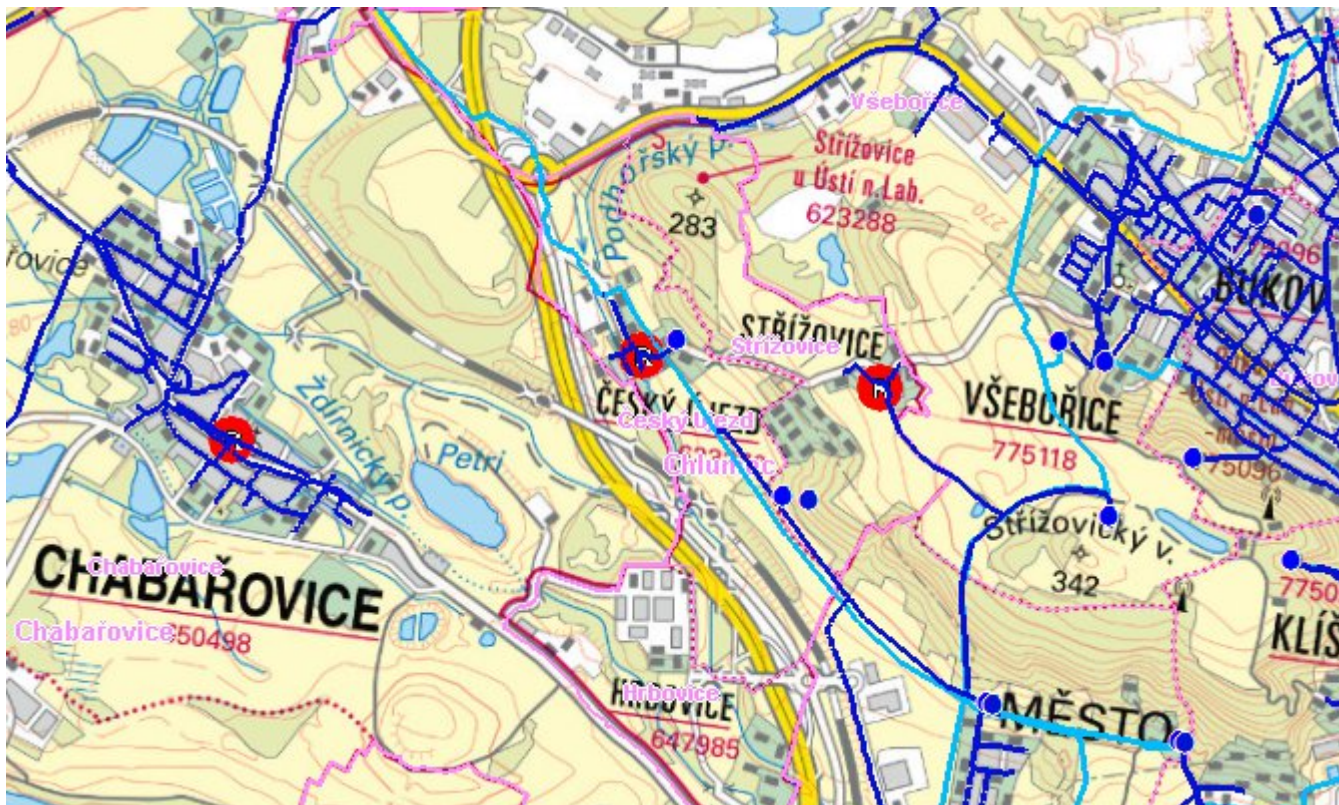 Všebořice
Střížovice
u Ústí n.Lab.
623288
Podhořský p.
283
270
BUKOV
STŘÍŽOVICE
Střížovice
ČESKÝ ÚJEZD
Český Újezd
Chlumec
VŠEBOŘICE
775118
Ždírnický p.
Petri
80
Střížovický v.
342
CHABAŘOVICE
Chabařovice
Chabařovice
650498
HRBOVICE
Hrbovice
647985
MĚSTO